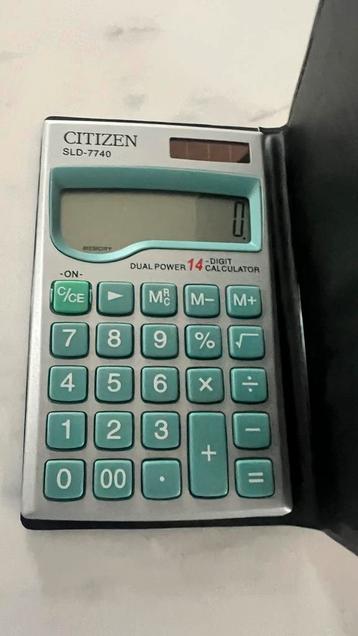 CITIZEN
SLD-7740
0.
MEMORY
DUAL POWER 14-DIGIT CALCULATOR
-ON-
C/CE ► MRC M− M+
7 8 9 % √
4 5 6 × ÷
1 2 3 + −
0 00 · =